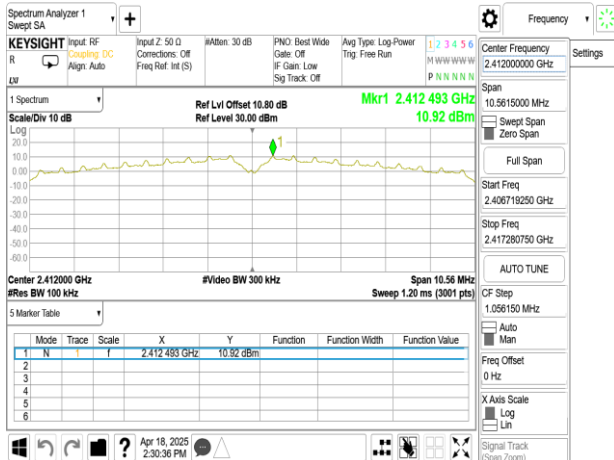 Spectrum Analyzer 1
Swept SA
+
Frequency
KEYSIGHT Input: RF
Coupling: DC
Align: Auto
R
LXI
Input Z: 50 Ω
Corrections: Off
Freq Ref: Int (S)
#Atten: 30 dB
PNO: Best Wide
Gate: Off
IF Gain: Low
Sig Track: Off
Avg Type: Log-Power
Trig: Free Run
1 2 3 4 5 6
M W W W W W
P N N N N N
Center Frequency
2.412000000 GHz
Settings
Span
10.5615000 MHz
Swept Span
Zero Span
Full Span
Start Freq
2.406719250 GHz
Stop Freq
2.417280750 GHz
AUTO TUNE
CF Step
1.056150 MHz
Auto
Man
Freq Offset
0 Hz
X Axis Scale
Log
Lin
Signal Track
(Span Zoom)
1 Spectrum
Scale/Div 10 dB
Ref Lvl Offset 10.80 dB
Ref Level 30.00 dBm
Mkr1 2.412 493 GHz
10.92 dBm
Log
20.0
10.0
0.00
-10.0
-20.0
-30.0
-40.0
-50.0
-60.0
1
Center 2.412000 GHz
#Res BW 100 kHz
#Video BW 300 kHz
Span 10.56 MHz
Sweep 1.20 ms (3001 pts)
5 Marker Table
Mode Trace Scale X Y Function Function Width Function Value
1 N 1 f 2.412 493 GHz 10.92 dBm
2
3
4
5
6
?
Apr 18, 2025
2:30:36 PM